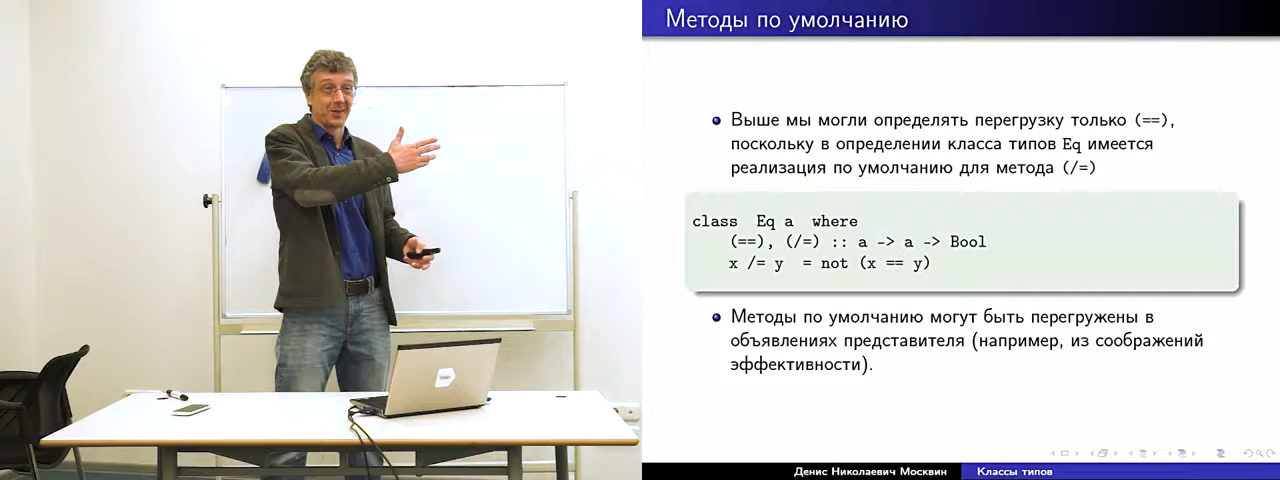 Методы по умолчанию
Выше мы могли определять перегрузку только (==),
поскольку в определении класса типов Eq имеется
реализация по умолчанию для метода (/=)
class Eq a where
(==), (/=) :: a -> a -> Bool
x /= y = not (x == y)
Методы по умолчанию могут быть перегружены в
объявлениях представителя (например, из соображений
эффективности).
Денис Николаевич Москвин
Классы типов